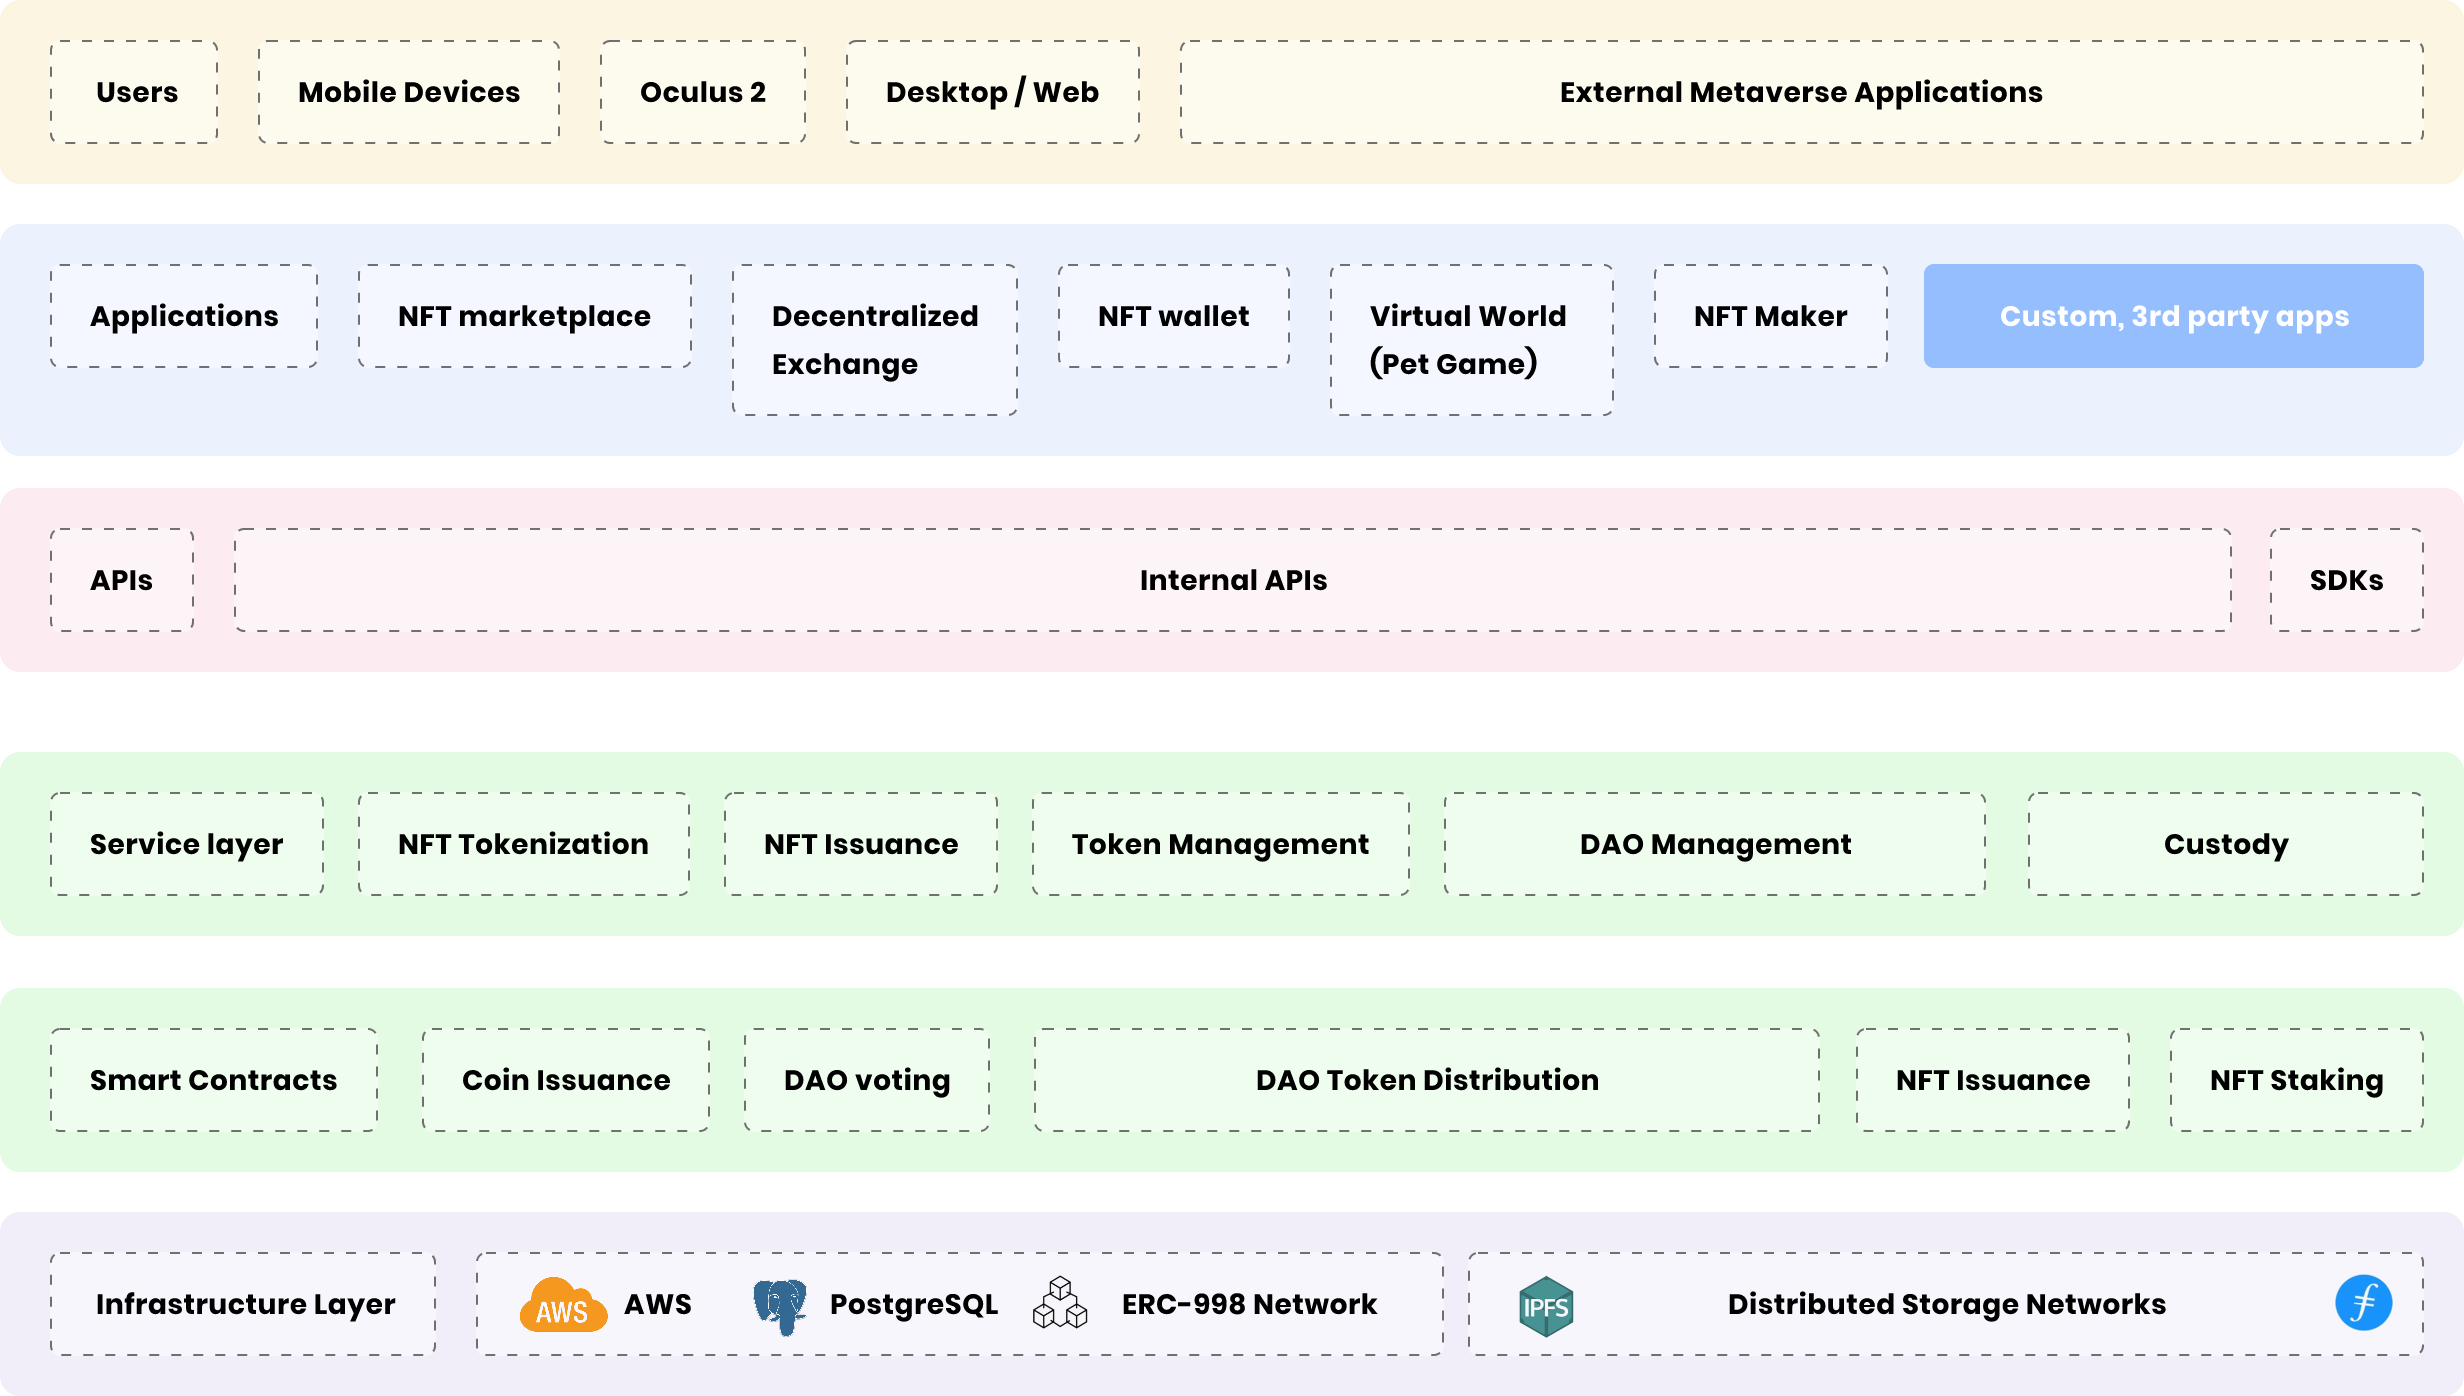 Users
Mobile Devices
Oculus 2
Desktop / Web
External Metaverse Applications
Applications
NFT marketplace
Decentralized
Exchange
NFT wallet
Virtual World
(Pet Game)
NFT Maker
Custom, 3rd party apps
APIs
Internal APIs
SDKs
Service layer
NFT Tokenization
NFT Issuance
Token Management
DAO Management
Custody
Smart Contracts
Coin Issuance
DAO voting
DAO Token Distribution
NFT Issuance
NFT Staking
Infrastructure Layer
AWS
AWS
PostgreSQL
ERC-998 Network
IPFS
Distributed Storage Networks